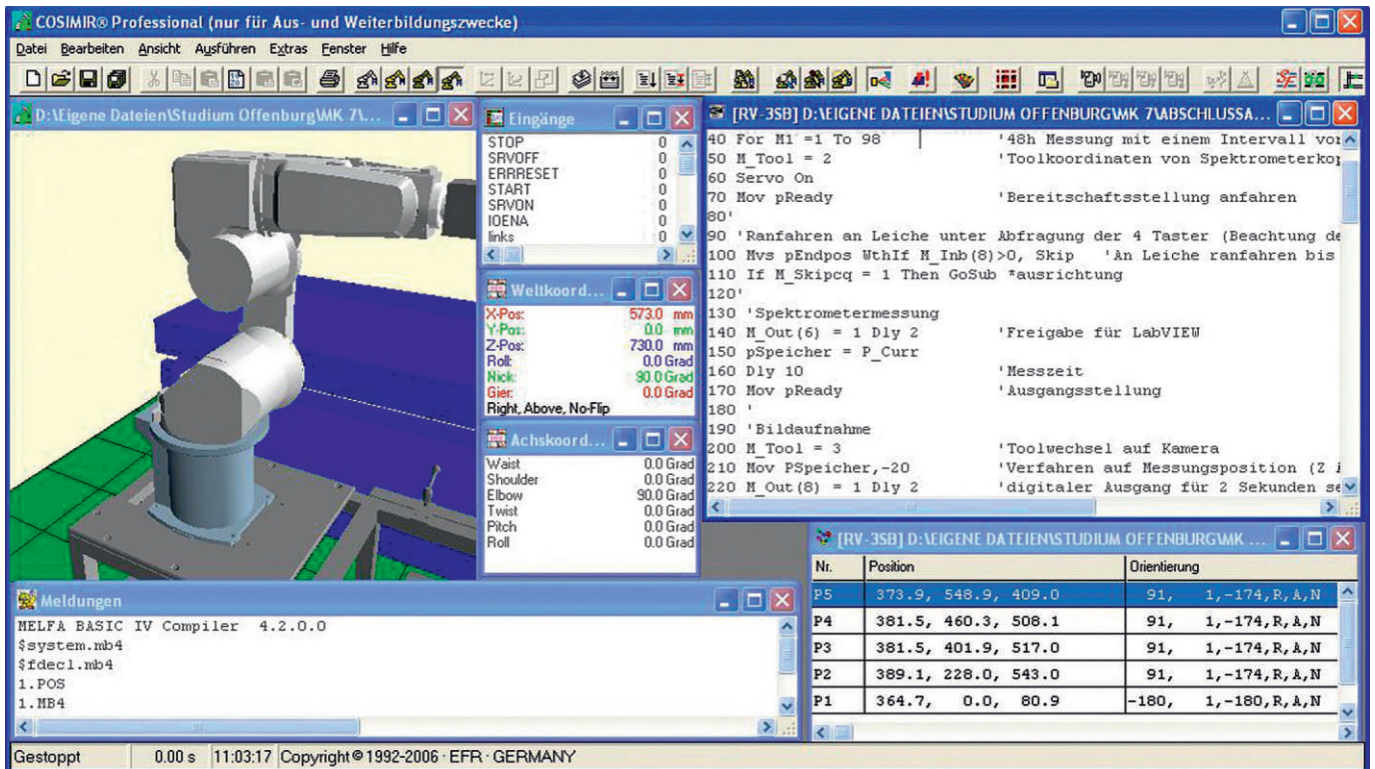 COSIMIR® Professional (nur für Aus- und Weiterbildungszwecke)
Datei Bearbeiten Ansicht Ausführen Extras Fenster Hilfe
D:\Eigene Dateien\Studium Offenburg\MK 7\...
Eingänge
STOP 0
SRVOFF 0
ERRRESET 0
START 0
SRVON 0
IOENA 0
links 0
Weltkoord...
X-Pos: 573.0 mm
Y-Pos: 0.0 mm
Z-Pos: 730.0 mm
Roll: 0.0 Grad
Nick: 90.0 Grad
Gier: 0.0 Grad
Right, Above, No-Flip
Achskoord...
Waist 0.0 Grad
Shoulder 0.0 Grad
Elbow 90.0 Grad
Twist 0.0 Grad
Pitch 0.0 Grad
Roll 0.0 Grad
[RV-3SB] D:\EIGENE DATEIEN\STUDIUM OFFENBURG\MK 7\ABSCHLUSSA...
40 For M1 =1 To 98 '48h Messung mit einem Intervall vor
50 M_Tool = 2 'Toolkoordinaten von Spektrometerkop
60 Servo On
70 Mov pReady 'Bereitschaftsstellung anfahren
80'
90 'Ranfahren an Leiche unter Abfragung der 4 Taster (Beachtung de
100 Mvs pEndpos WthIf M_Inb(8)>0, Skip 'An Leiche ranfahren bis
110 If M_Skipcq = 1 Then GoSub *ausrichtung
120'
130 'Spektrometermessung
140 M_Out(6) = 1 Dly 2 'Freigabe für LabVIEW
150 pSpeicher = P_Curr
160 Dly 10 'Messzeit
170 Mov pReady 'Ausgangsstellung
180 '
190 'Bildaufnahme
200 M_Tool = 3 'Toolwechsel auf Kamera
210 Mov PSpeicher,-20 'Verfahren auf Messungsposition (Z
220 M_Out(8) = 1 Dly 2 'digitaler Ausgang für 2 Sekunden se
[RV-3SB] D:\EIGENE DATEIEN\STUDIUM OFFENBURG\MK ...
Nr. Position Orientierung
P5 373.9, 548.9, 409.0 91, 1,-174,R,A,N
P4 381.5, 460.3, 508.1 91, 1,-174,R,A,N
P3 381.5, 401.9, 517.0 91, 1,-174,R,A,N
P2 389.1, 228.0, 543.0 91, 1,-174,R,A,N
P1 364.7, 0.0, 80.9 -180, 1,-180,R,A,N
Meldungen
MELFA BASIC IV Compiler 4.2.0.0
$system.mb4
$fdecl.mb4
1.POS
1.MB4
Gestoppt 0.00 s 11:03:17 Copyright © 1992-2006 · EFR · GERMANY